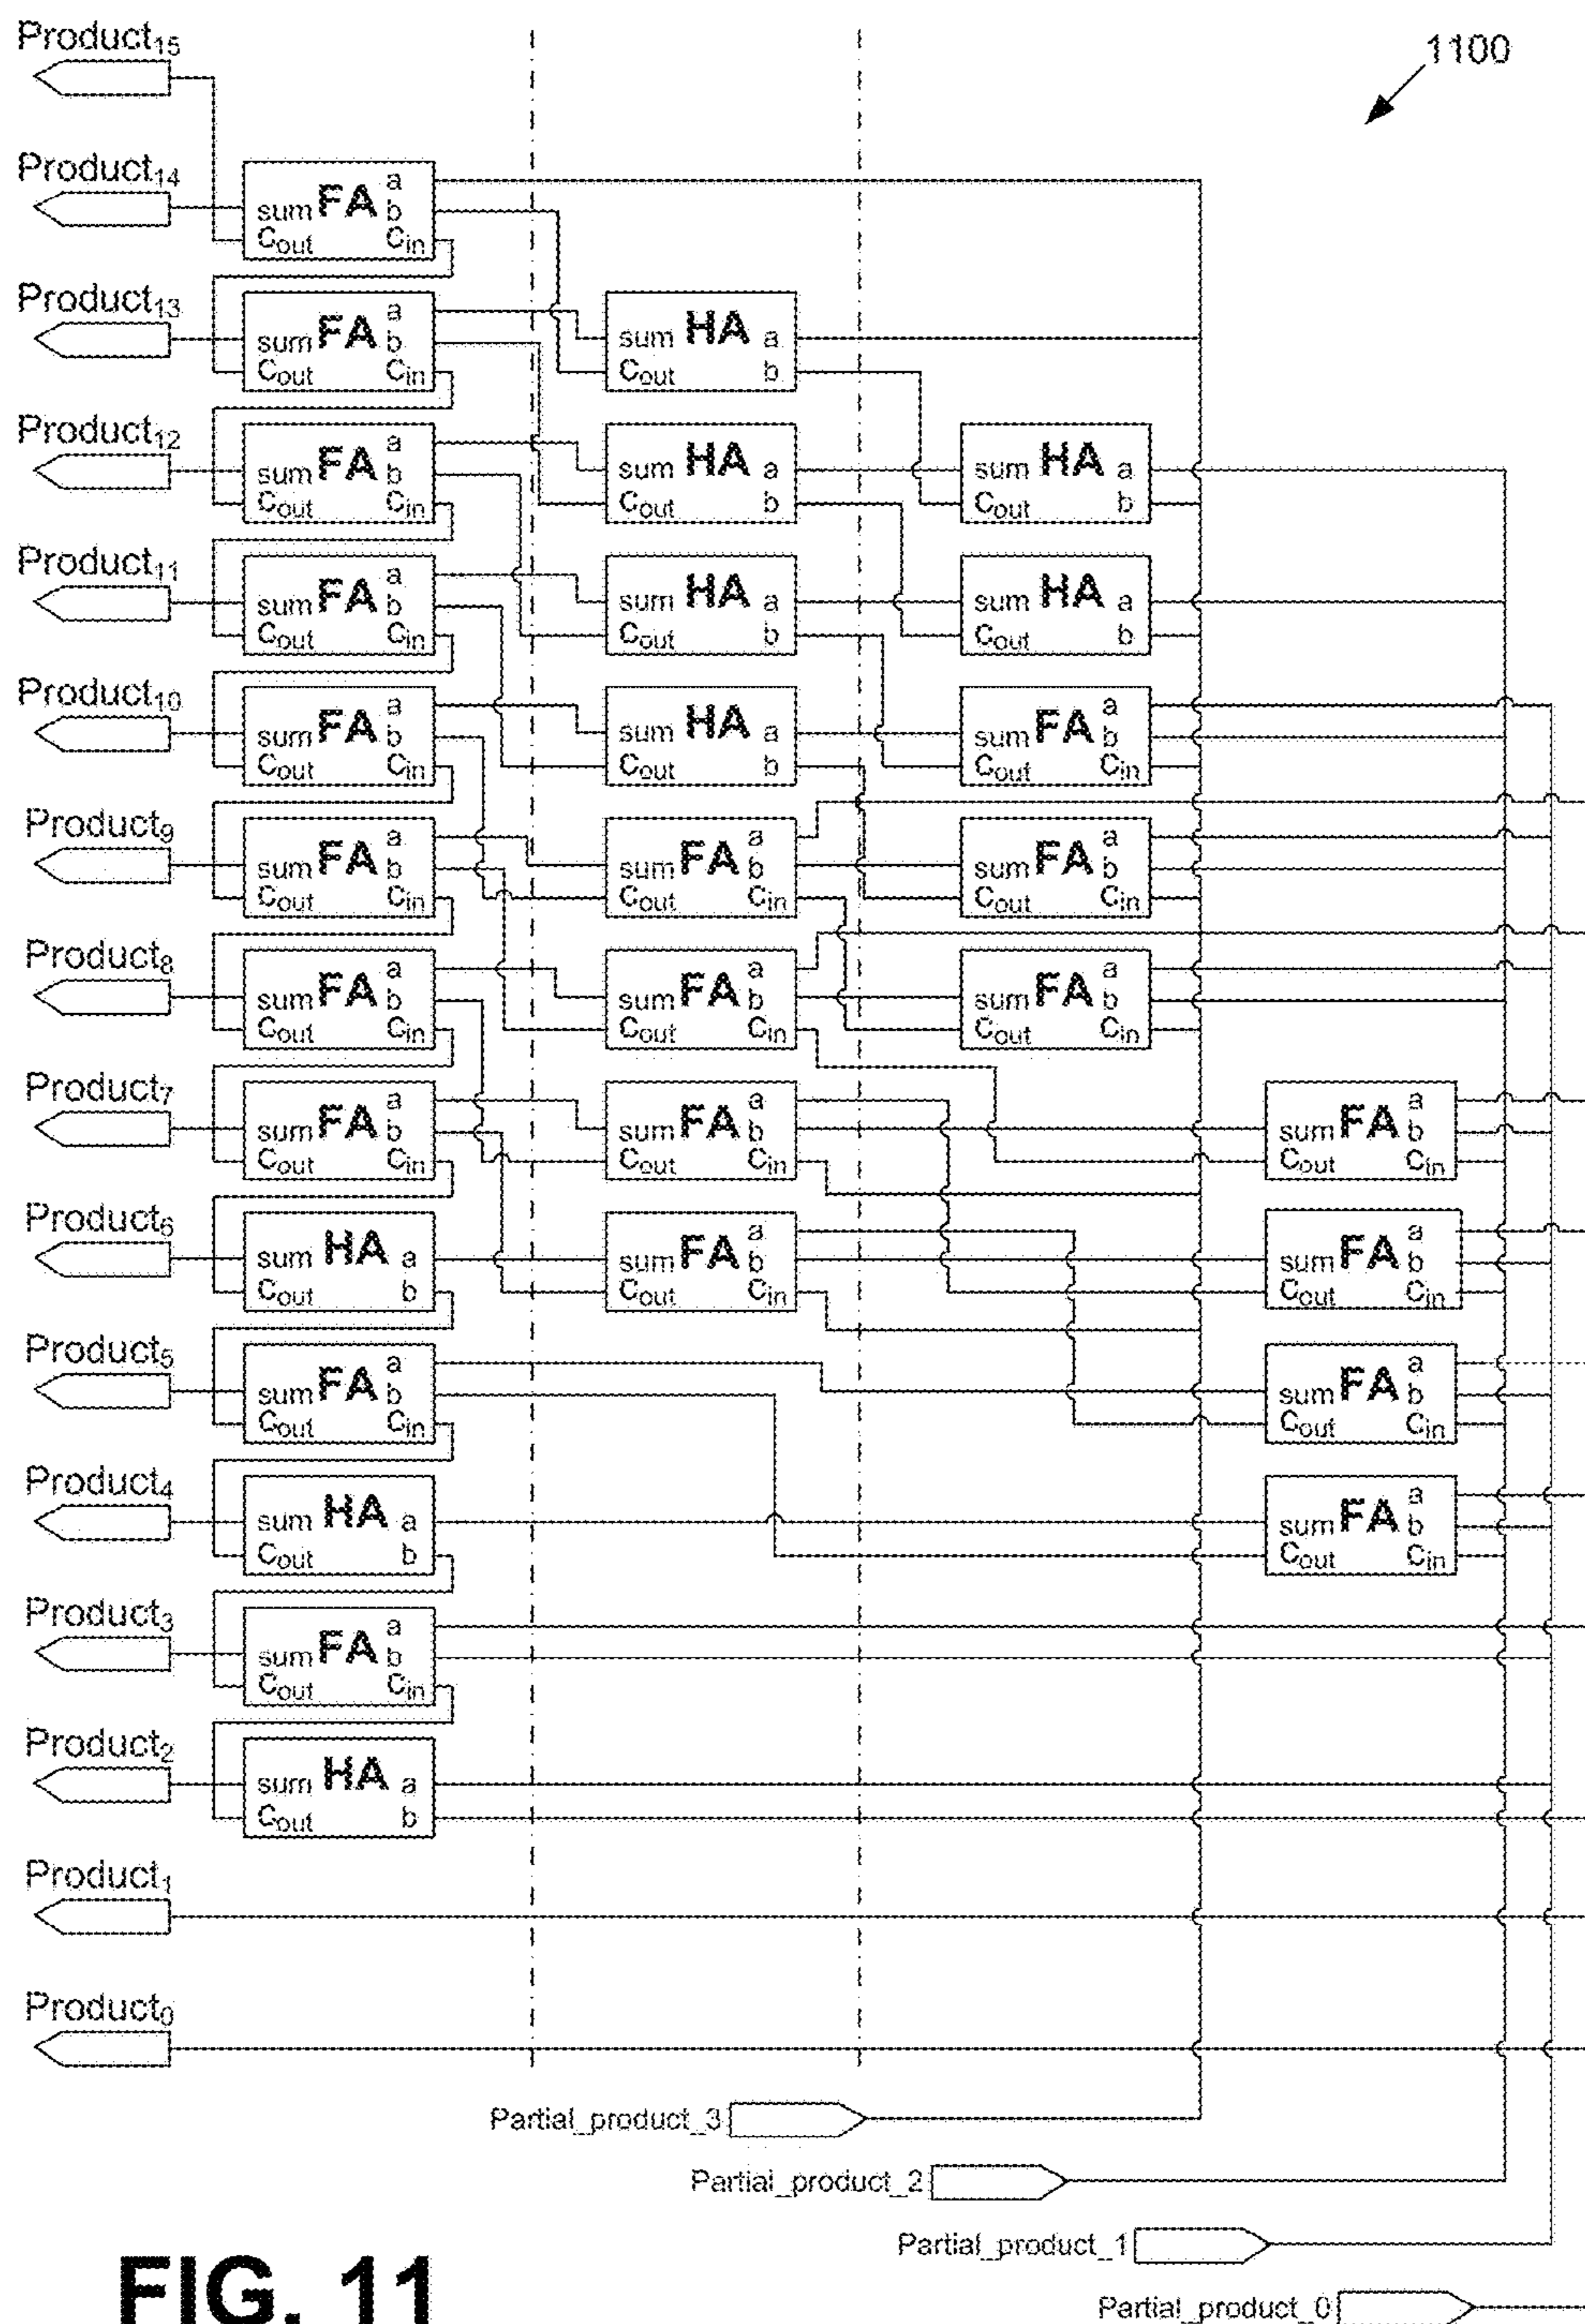 Product15
1100
Product14
FA a
sum b
Cout Cin
Product13
FA a
sum b
Cout Cin
sum HA a
Cout b
Product12
FA a
sum b
Cout Cin
sum HA a
Cout b
sum HA a
Cout b
Product11
FA a
sum b
Cout Cin
sum HA a
Cout b
sum HA a
Cout b
Product10
FA a
sum b
Cout Cin
sum HA a
Cout b
FA a
sum b
Cout Cin
Product9
FA a
sum b
Cout Cin
FA a
sum b
Cout Cin
FA a
sum b
Cout Cin
Product8
FA a
sum b
Cout Cin
FA a
sum b
Cout Cin
FA a
sum b
Cout Cin
Product7
FA a
sum b
Cout Cin
FA a
sum b
Cout Cin
FA a
sum b
Cout Cin
Product6
sum HA a
Cout b
FA a
sum b
Cout Cin
FA a
sum b
Cout Cin
Product5
FA a
sum b
Cout Cin
FA a
sum b
Cout Cin
Product4
sum HA a
Cout b
FA a
sum b
Cout Cin
Product3
FA a
sum b
Cout Cin
Product2
sum HA a
Cout b
Product1
Product0
Partial_product_3
Partial_product_2
Partial_product_1
Partial_product_0
FIG. 11